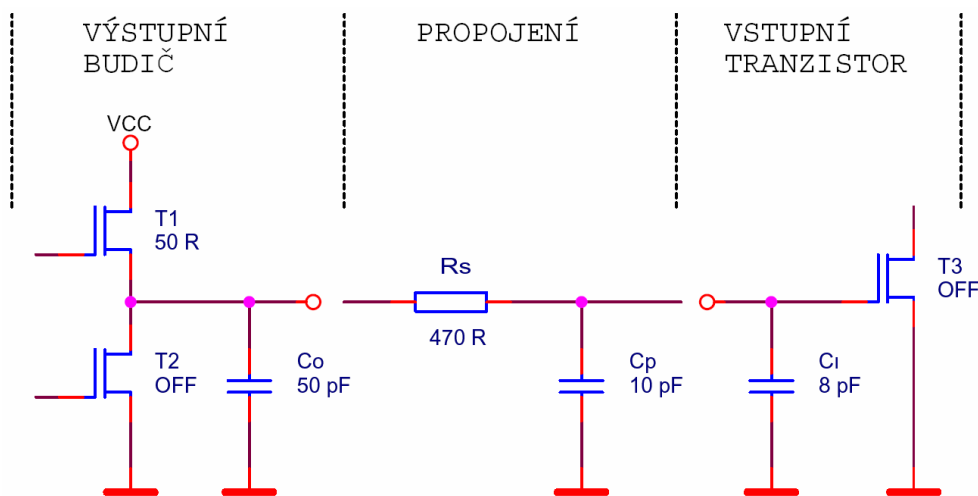 VÝSTUPNÍ
BUDIČ
PROPOJENÍ
VSTUPNÍ
TRANZISTOR
VCC
T1
50 R
T2
OFF
Co
50 pF
Rs
470 R
Cp
10 pF
Cı
8 pF
T3
OFF